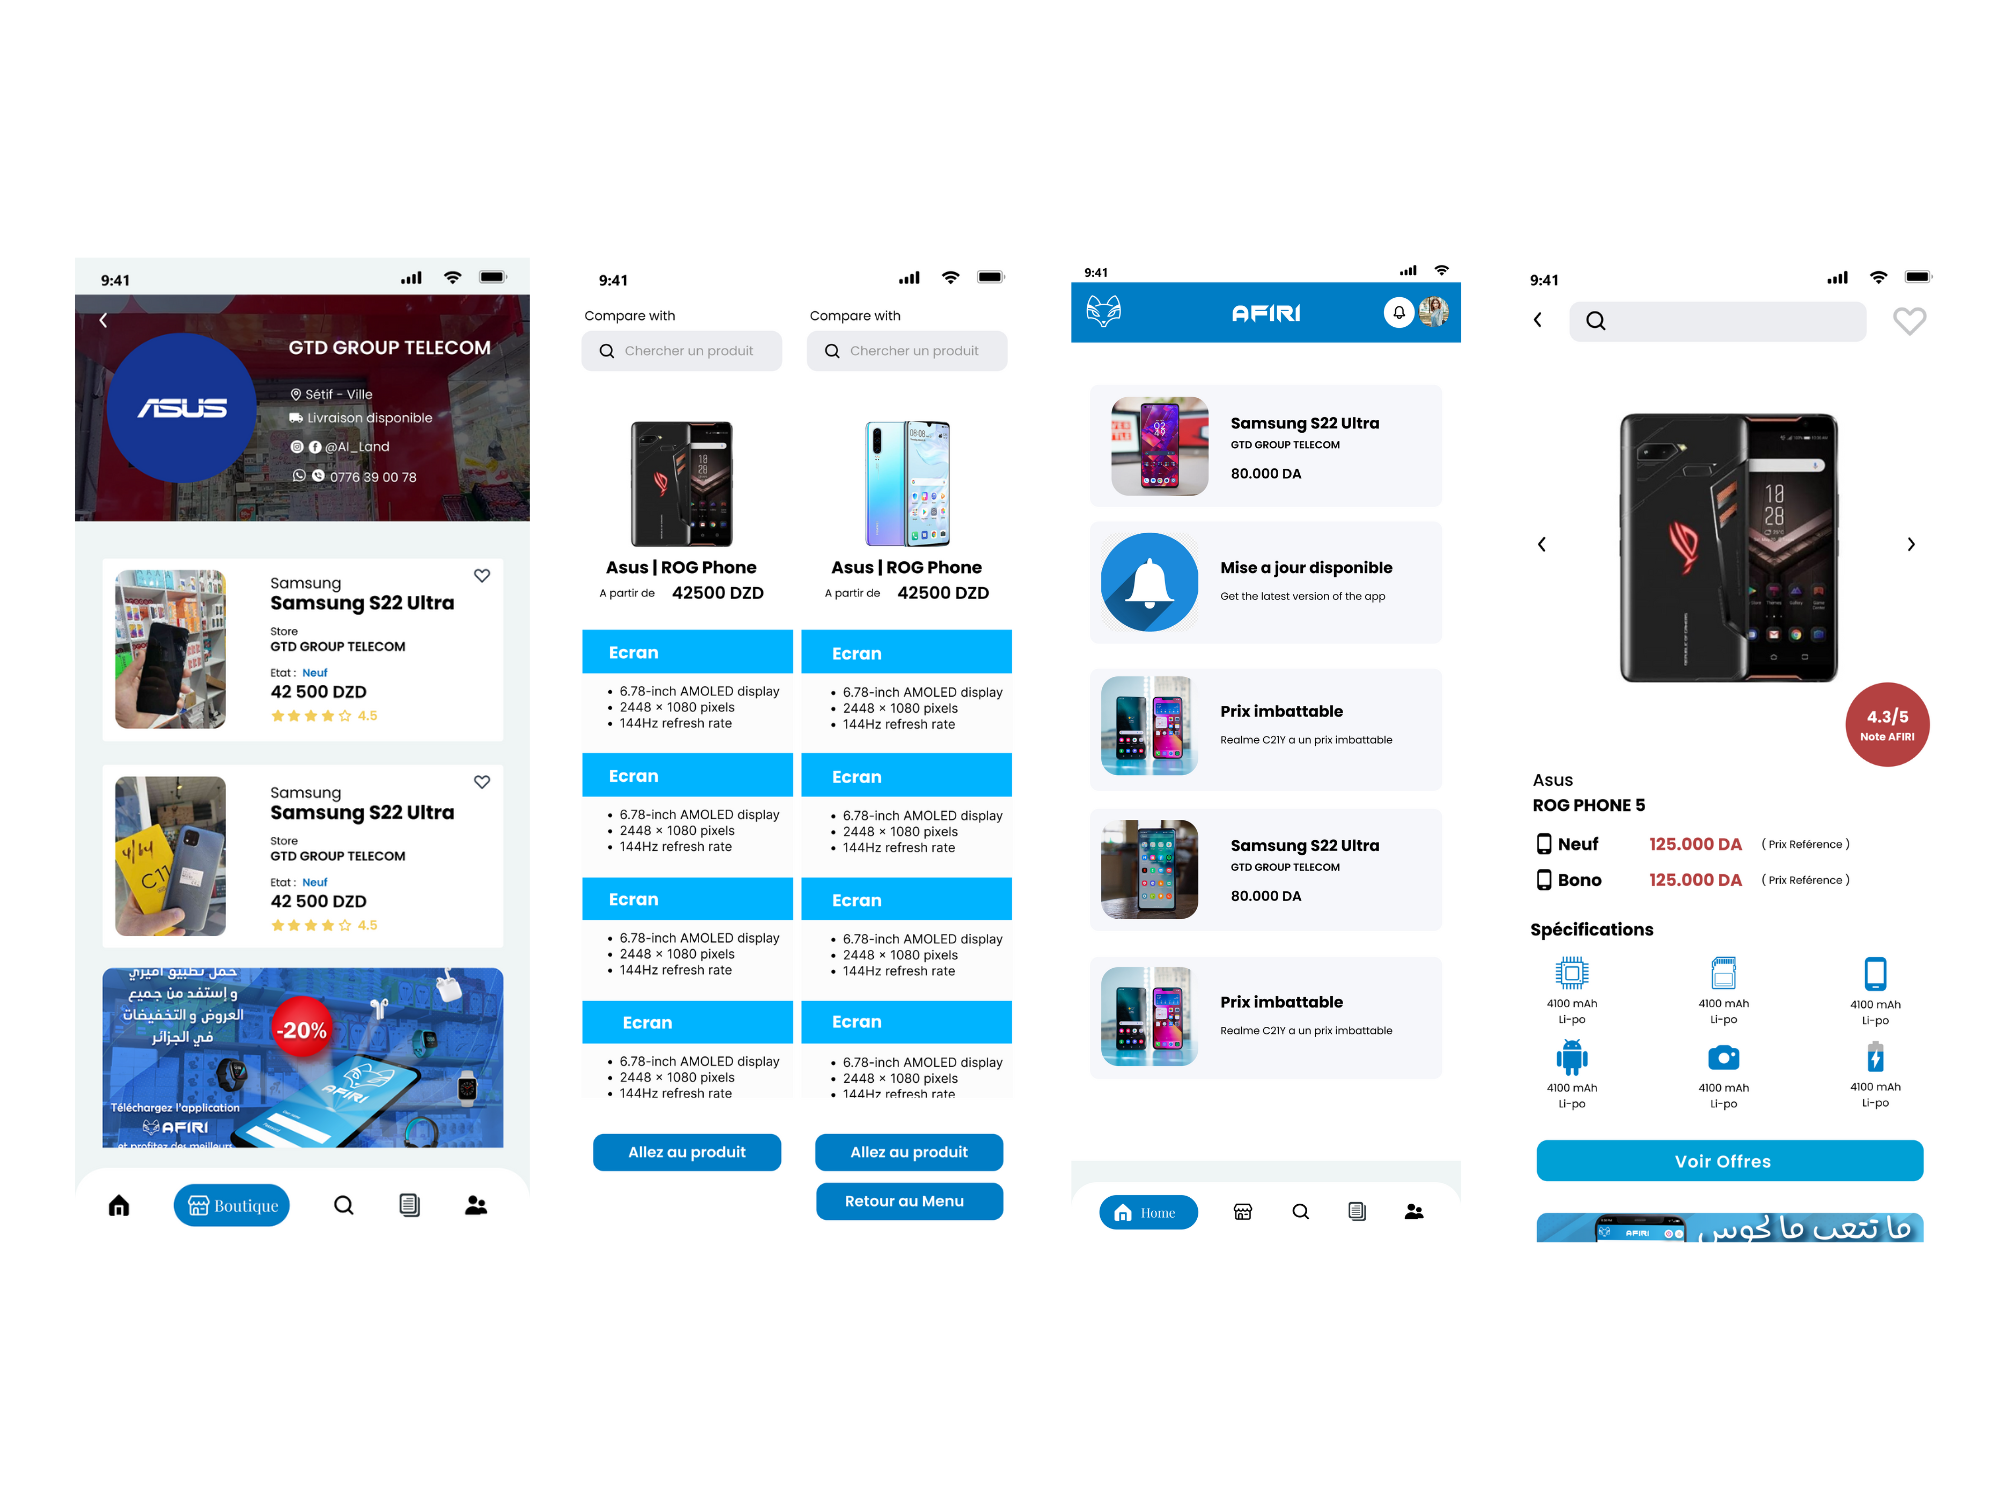 9:41
ASUS
GTD GROUP TELECOM
Sétif - Ville
Livraison disponible
@AI_Land
0776 39 00 78
Samsung
Samsung S22 Ultra
Store
GTD GROUP TELECOM
Etat : Neuf
42 500 DZD
4.5
C11
Samsung
Samsung S22 Ultra
Store
GTD GROUP TELECOM
Etat : Neuf
42 500 DZD
4.5
حمل تطبيق افيري
و إستفد من جميع
العروض و التخفيضات
في الجزائر
-20%
AFIRI
Téléchargez l'application
AFIRI
et profitez des meilleurs
Boutique
9:41
Compare with
Chercher un produit
Asus | ROG Phone
A partir de 42500 DZD
Ecran
• 6.78-inch AMOLED display
• 2448 × 1080 pixels
• 144Hz refresh rate
Ecran
• 6.78-inch AMOLED display
• 2448 × 1080 pixels
• 144Hz refresh rate
Ecran
• 6.78-inch AMOLED display
• 2448 × 1080 pixels
• 144Hz refresh rate
Ecran
• 6.78-inch AMOLED display
• 2448 × 1080 pixels
• 144Hz refresh rate
Allez au produit
Compare with
Chercher un produit
08:08
Asus | ROG Phone
A partir de 42500 DZD
Ecran
• 6.78-inch AMOLED display
• 2448 × 1080 pixels
• 144Hz refresh rate
Ecran
• 6.78-inch AMOLED display
• 2448 × 1080 pixels
• 144Hz refresh rate
Ecran
• 6.78-inch AMOLED display
• 2448 × 1080 pixels
• 144Hz refresh rate
Ecran
• 6.78-inch AMOLED display
• 2448 × 1080 pixels
• 144Hz refresh rate
Allez au produit
Retour au Menu
9:41
AFIRI
Samsung S22 Ultra
GTD GROUP TELECOM
80.000 DA
Mise a jour disponible
Get the latest version of the app
Prix imbattable
Realme C21Y a un prix imbattable
Samsung S22 Ultra
GTD GROUP TELECOM
80.000 DA
Prix imbattable
Realme C21Y a un prix imbattable
Home
9:41
18
28
4.3/5
Note AFIRI
Asus
ROG PHONE 5
Neuf 125.000 DA ( Prix Reférence )
Bono 125.000 DA ( Prix Reférence )
Spécifications
4100 mAh
Li-po
4100 mAh
Li-po
4100 mAh
Li-po
4100 mAh
Li-po
4100 mAh
Li-po
4100 mAh
Li-po
Voir Offres
AFIRI
ما تتعب ما تحوس